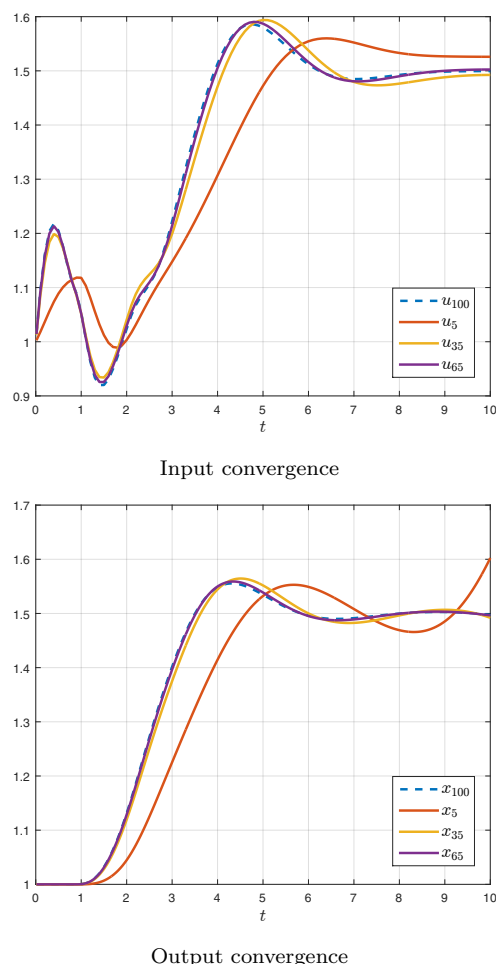 1.6
1.5
1.4
1.3
1.2
1.1
1
0.9
0 1 2 3 4 5 6 7 8 9 10
t
u100
u5
u35
u65
Input convergence
1.7
1.6
1.5
1.4
1.3
1.2
1.1
1
0 1 2 3 4 5 6 7 8 9 10
t
x100
x5
x35
x65
Output convergence